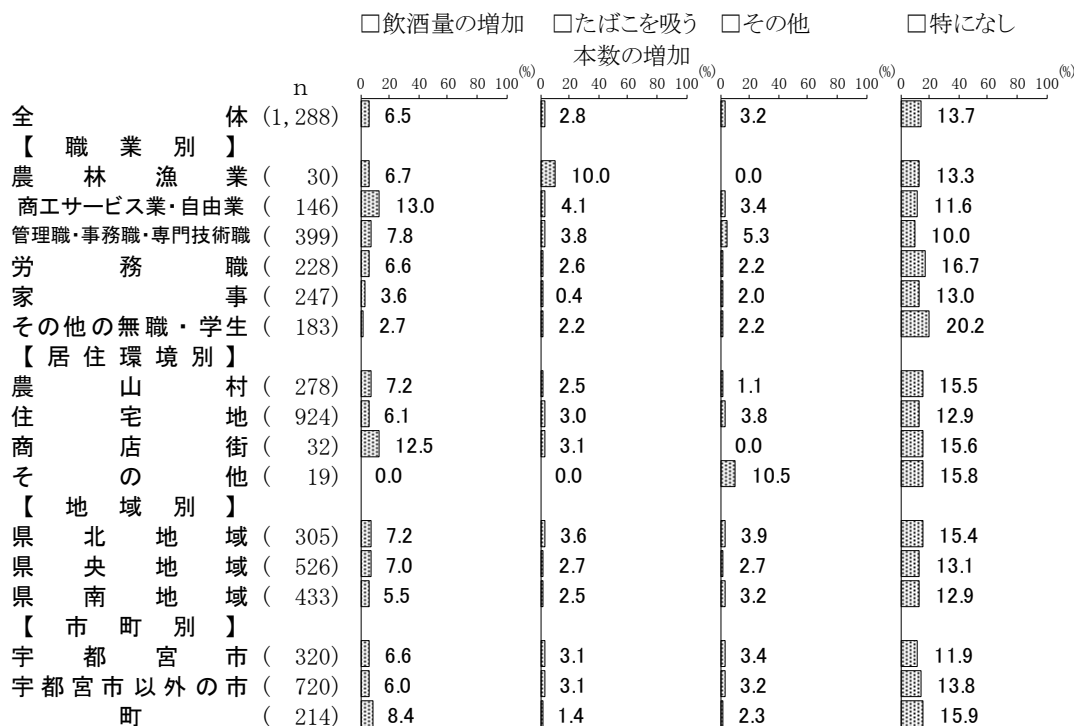 □飲酒量の増加 □たばこを吸う □その他 □特になし
本数の増加
(%) (%) (%) (%)
n 0 20 40 60 80 100 0 20 40 60 80 100 0 20 40 60 80 100 0 20 40 60 80 100
全体 (1,288) 6.5 2.8 3.2 13.7
【職業別】
農林漁業 ( 30) 6.7 10.0 0.0 13.3
商工サービス業・自由業 ( 146) 13.0 4.1 3.4 11.6
管理職・事務職・専門技術職 ( 399) 7.8 3.8 5.3 10.0
労務職 ( 228) 6.6 2.6 2.2 16.7
家事 ( 247) 3.6 0.4 2.0 13.0
その他の無職・学生 ( 183) 2.7 2.2 2.2 20.2
【居住環境別】
農山村 ( 278) 7.2 2.5 1.1 15.5
住宅地 ( 924) 6.1 3.0 3.8 12.9
商店街 ( 32) 12.5 3.1 0.0 15.6
その他 ( 19) 0.0 0.0 10.5 15.8
【地域別】
県北地域 ( 305) 7.2 3.6 3.9 15.4
県央地域 ( 526) 7.0 2.7 2.7 13.1
県南地域 ( 433) 5.5 2.5 3.2 12.9
【市町別】
宇都宮市 ( 320) 6.6 3.1 3.4 11.9
宇都宮市以外の市 ( 720) 6.0 3.1 3.2 13.8
町 ( 214) 8.4 1.4 2.3 15.9